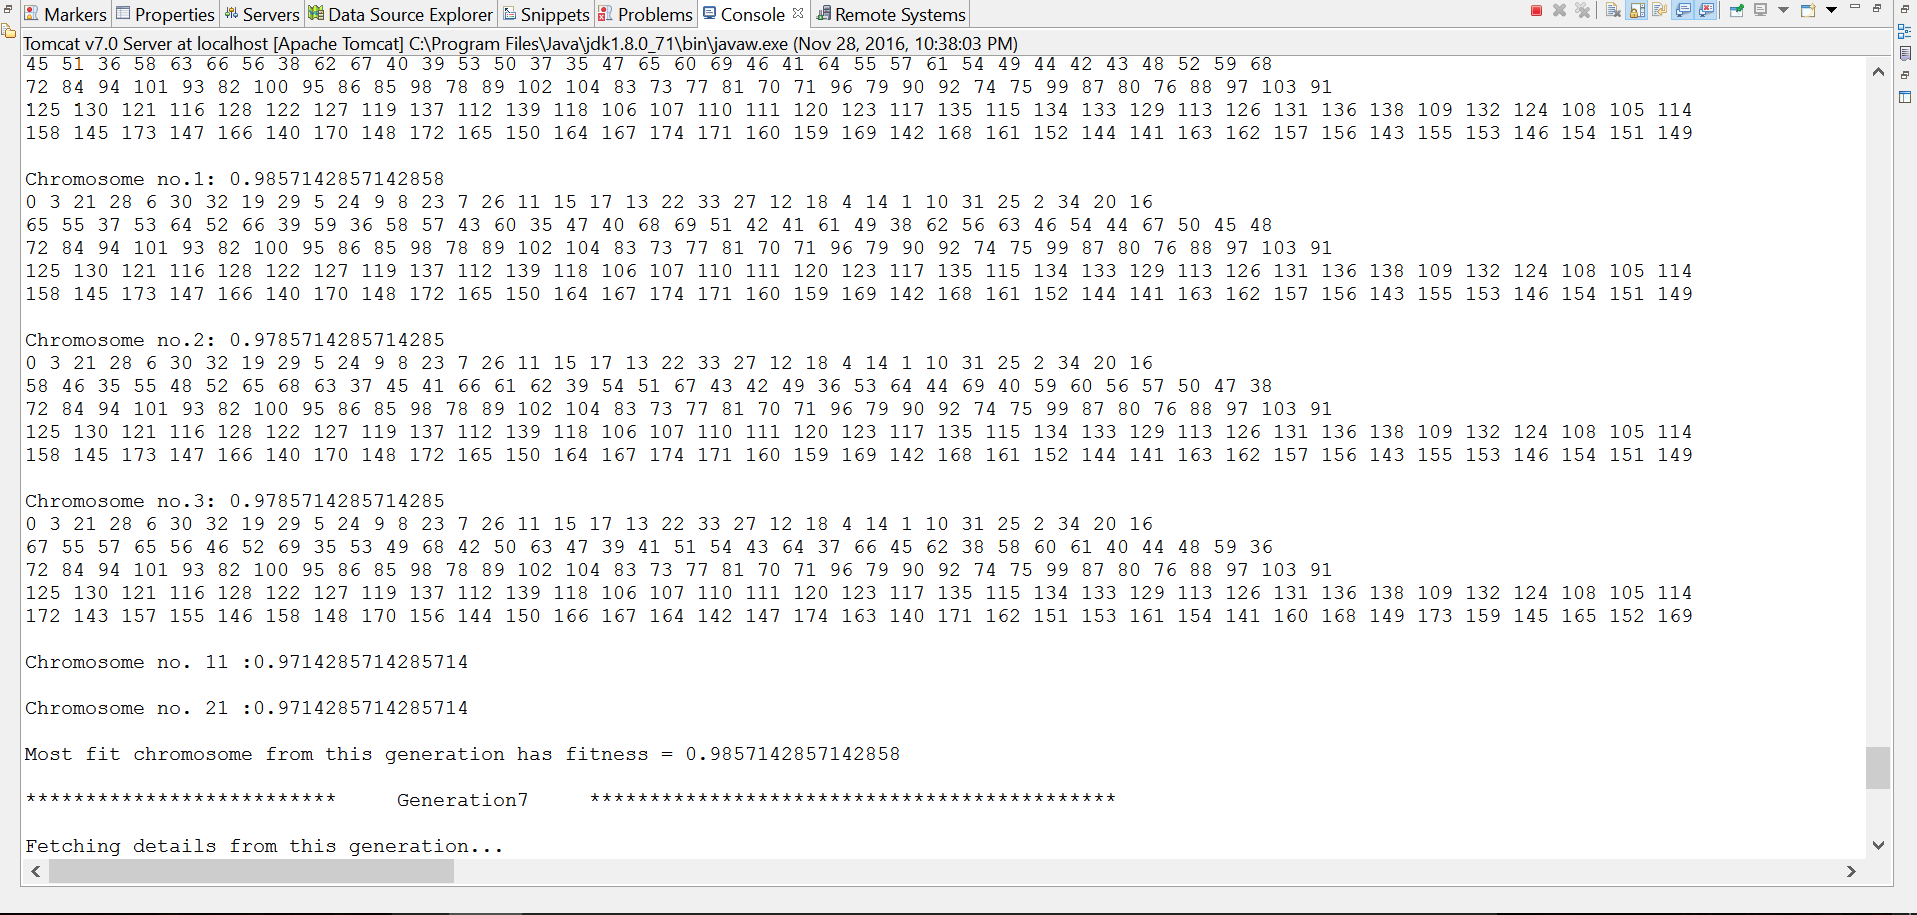 Markers Properties Servers Data Source Explorer Snippets Problems Console Remote Systems
Tomcat v7.0 Server at localhost [Apache Tomcat] C:\Program Files\Java\jdk1.8.0_71\bin\javaw.exe (Nov 28, 2016, 10:38:03 PM)
45 51 36 58 63 66 56 38 62 67 40 39 53 50 37 35 47 65 60 69 46 41 64 55 57 61 54 49 44 42 43 48 52 59 68
72 84 94 101 93 82 100 95 86 85 98 78 89 102 104 83 73 77 81 70 71 96 79 90 92 74 75 99 87 80 76 88 97 103 91
125 130 121 116 128 122 127 119 137 112 139 118 106 107 110 111 120 123 117 135 115 134 133 129 113 126 131 136 138 109 132 124 108 105 114
158 145 173 147 166 140 170 148 172 165 150 164 167 174 171 160 159 169 142 168 161 152 144 141 163 162 157 156 143 155 153 146 154 151 149
Chromosome no.1: 0.9857142857142858
0 3 21 28 6 30 32 19 29 5 24 9 8 23 7 26 11 15 17 13 22 33 27 12 18 4 14 1 10 31 25 2 34 20 16
65 55 37 53 64 52 66 39 59 36 58 57 43 60 35 47 40 68 69 51 42 41 61 49 38 62 56 63 46 54 44 67 50 45 48
72 84 94 101 93 82 100 95 86 85 98 78 89 102 104 83 73 77 81 70 71 96 79 90 92 74 75 99 87 80 76 88 97 103 91
125 130 121 116 128 122 127 119 137 112 139 118 106 107 110 111 120 123 117 135 115 134 133 129 113 126 131 136 138 109 132 124 108 105 114
158 145 173 147 166 140 170 148 172 165 150 164 167 174 171 160 159 169 142 168 161 152 144 141 163 162 157 156 143 155 153 146 154 151 149
Chromosome no.2: 0.9785714285714285
0 3 21 28 6 30 32 19 29 5 24 9 8 23 7 26 11 15 17 13 22 33 27 12 18 4 14 1 10 31 25 2 34 20 16
58 46 35 55 48 52 65 68 63 37 45 41 66 61 62 39 54 51 67 43 42 49 36 53 64 44 69 40 59 60 56 57 50 47 38
72 84 94 101 93 82 100 95 86 85 98 78 89 102 104 83 73 77 81 70 71 96 79 90 92 74 75 99 87 80 76 88 97 103 91
125 130 121 116 128 122 127 119 137 112 139 118 106 107 110 111 120 123 117 135 115 134 133 129 113 126 131 136 138 109 132 124 108 105 114
158 145 173 147 166 140 170 148 172 165 150 164 167 174 171 160 159 169 142 168 161 152 144 141 163 162 157 156 143 155 153 146 154 151 149
Chromosome no.3: 0.9785714285714285
0 3 21 28 6 30 32 19 29 5 24 9 8 23 7 26 11 15 17 13 22 33 27 12 18 4 14 1 10 31 25 2 34 20 16
67 55 57 65 56 46 52 69 35 53 49 68 42 50 63 47 39 41 51 54 43 64 37 66 45 62 38 58 60 61 40 44 48 59 36
72 84 94 101 93 82 100 95 86 85 98 78 89 102 104 83 73 77 81 70 71 96 79 90 92 74 75 99 87 80 76 88 97 103 91
125 130 121 116 128 122 127 119 137 112 139 118 106 107 110 111 120 123 117 135 115 134 133 129 113 126 131 136 138 109 132 124 108 105 114
172 143 157 155 146 158 148 170 156 144 150 166 167 164 142 147 174 163 140 171 162 151 153 161 154 141 160 168 149 173 159 145 165 152 169
Chromosome no. 11 :0.9714285714285714
Chromosome no. 21 :0.9714285714285714
Most fit chromosome from this generation has fitness = 0.9857142857142858
************************** Generation7 ********************************************
Fetching details from this generation...